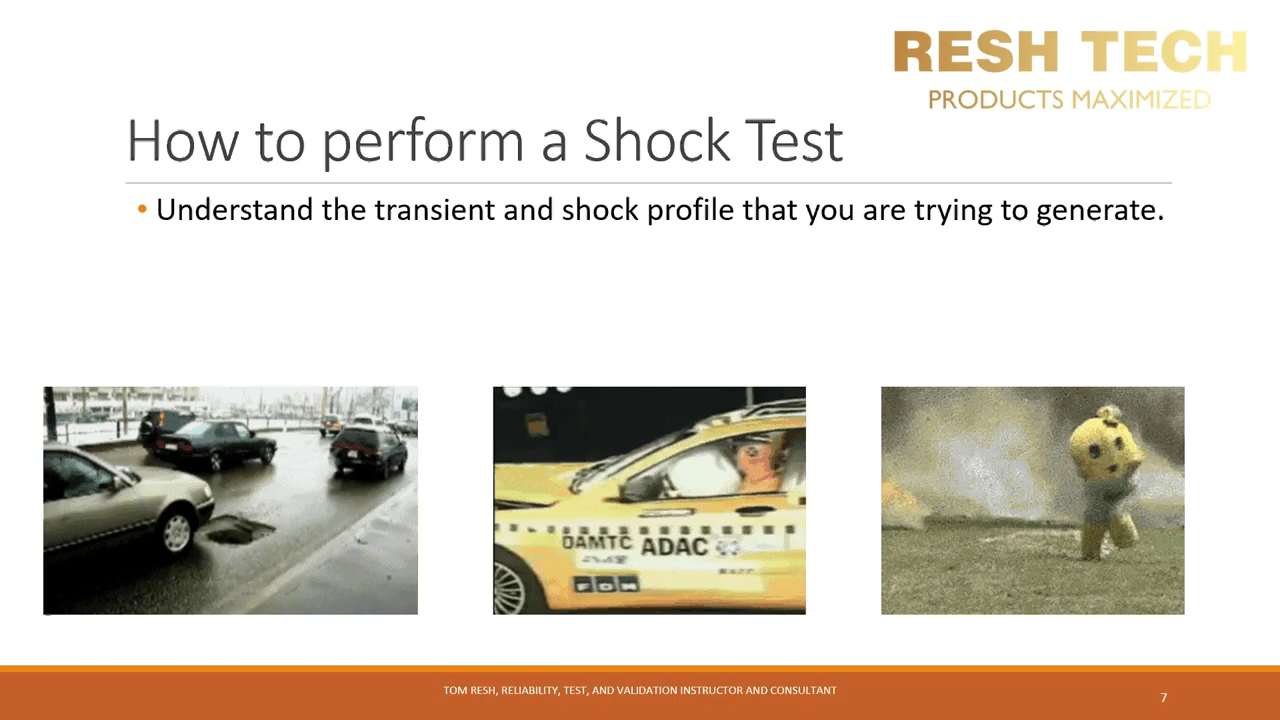 RESH TECH
PRODUCTS MAXIMIZED
How to perform a Shock Test
• Understand the transient and shock profile that you are trying to generate.
ÖAMTC ADAC
TOM RESH, RELIABILITY, TEST, AND VALIDATION INSTRUCTOR AND CONSULTANT
7